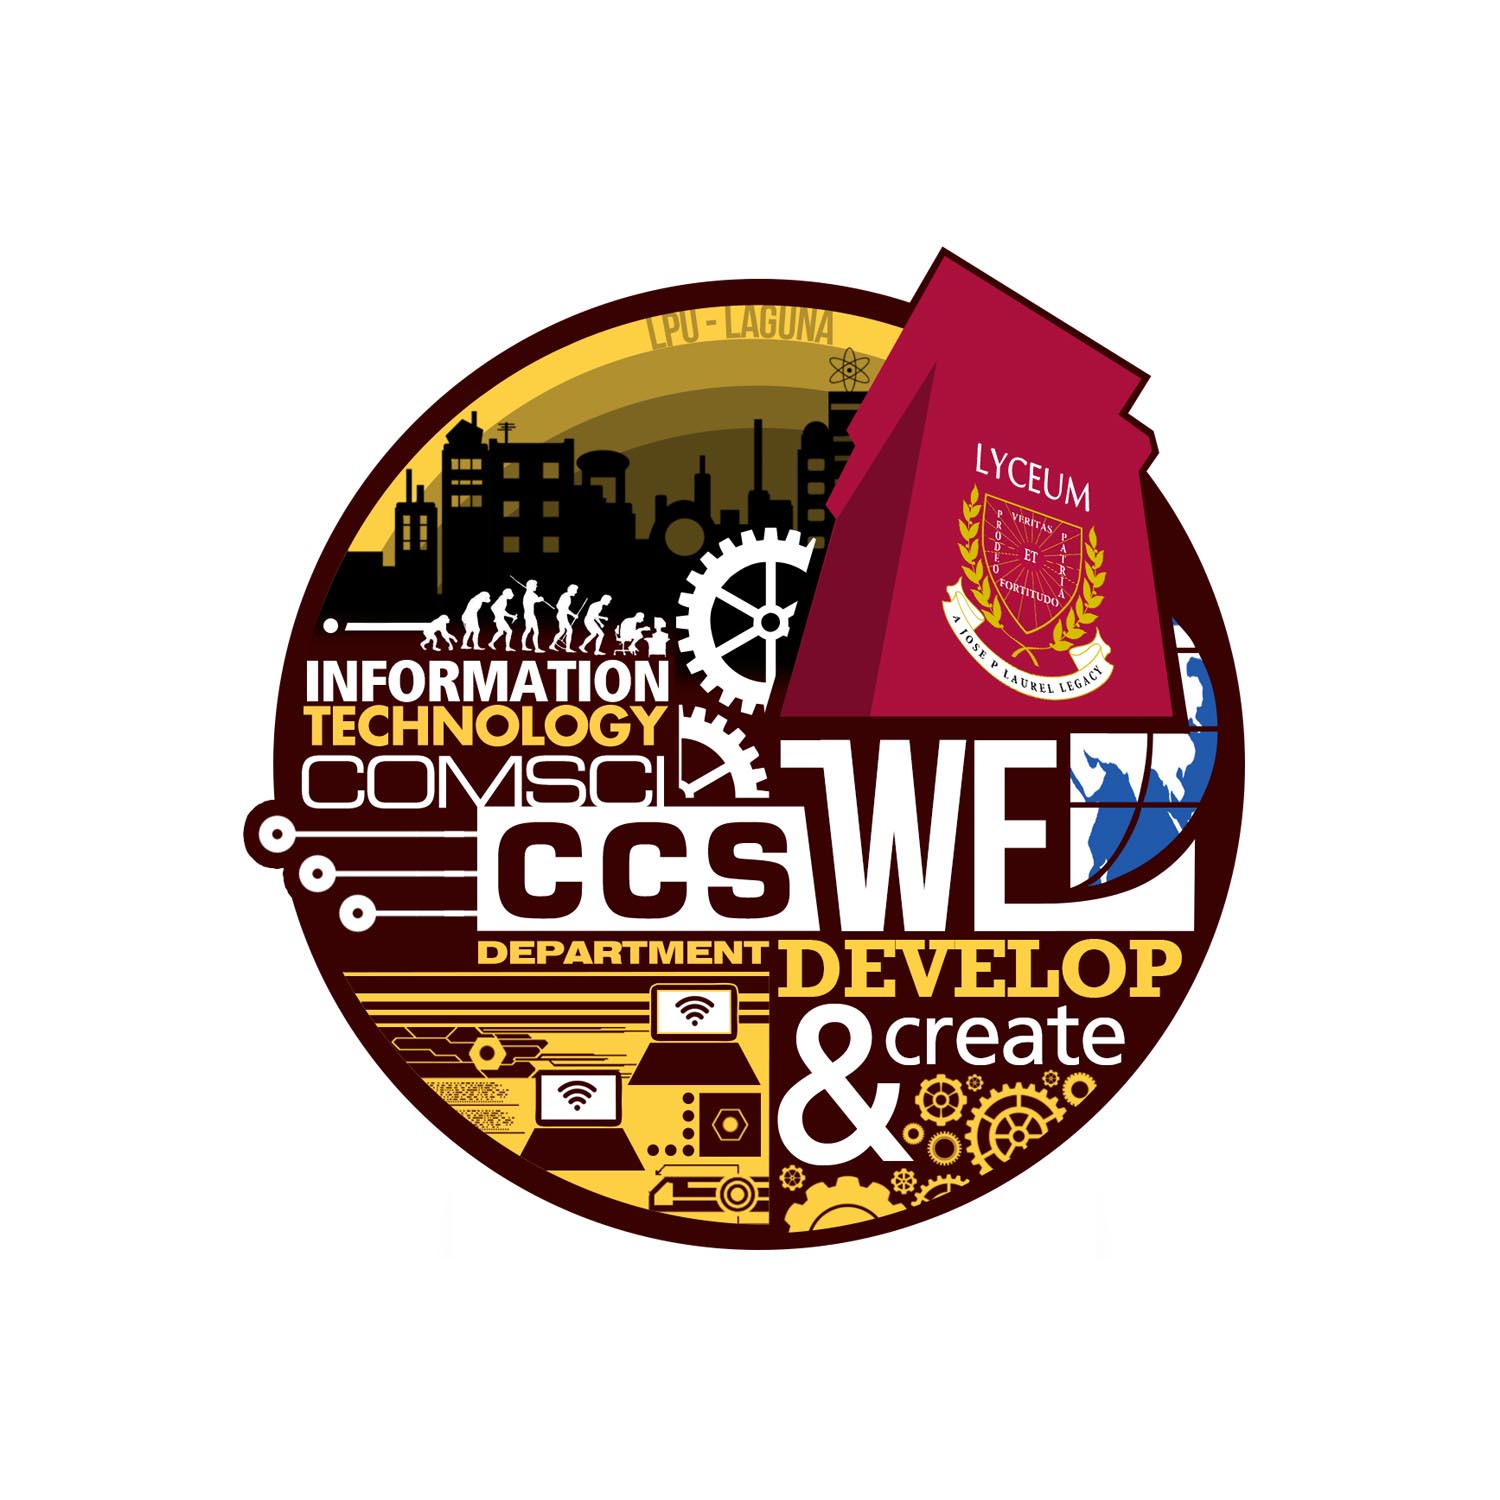 LPU - LAGUNA
LYCEUM
VERITAS
PRODEO
ET
PATRIA
FORTITUDO
A JOSE P LAUREL LEGACY
INFORMATION
TECHNOLOGY
COMSCI
CCS
DEPARTMENT
WE
DEVELOP
& create